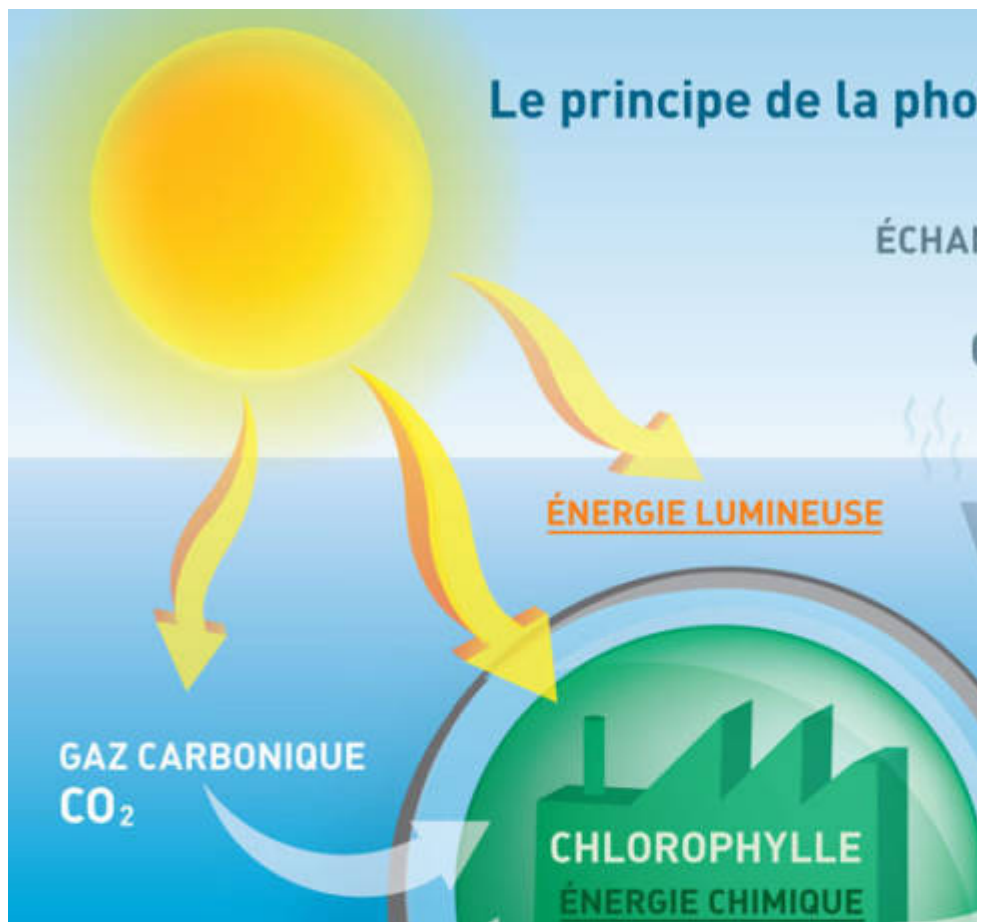 Le principe de la pho
ÉCHA
ÉNERGIE LUMINEUSE
GAZ CARBONIQUE
CO₂
CHLOROPHYLLE
ÉNERGIE CHIMIQUE